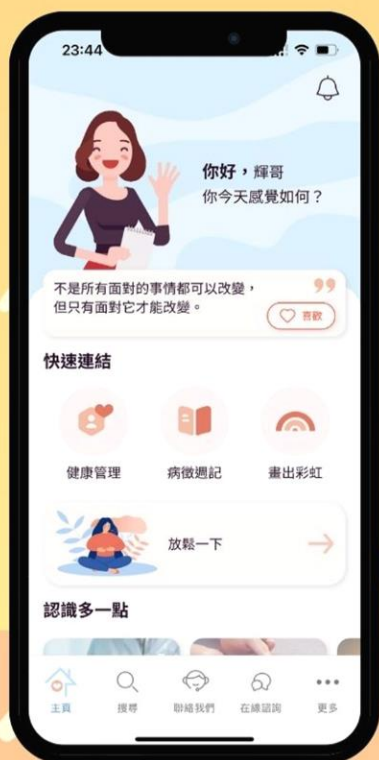 23:44
你好，輝哥
你今天感覺如何？
不是所有面對的事情都可以改變，
但只有面對它才能改變。
喜歡
快速連結
健康管理
病徵週記
畫出彩虹
放鬆一下
認識多一點
主頁
搜尋
聯絡我們
在線諮詢
更多